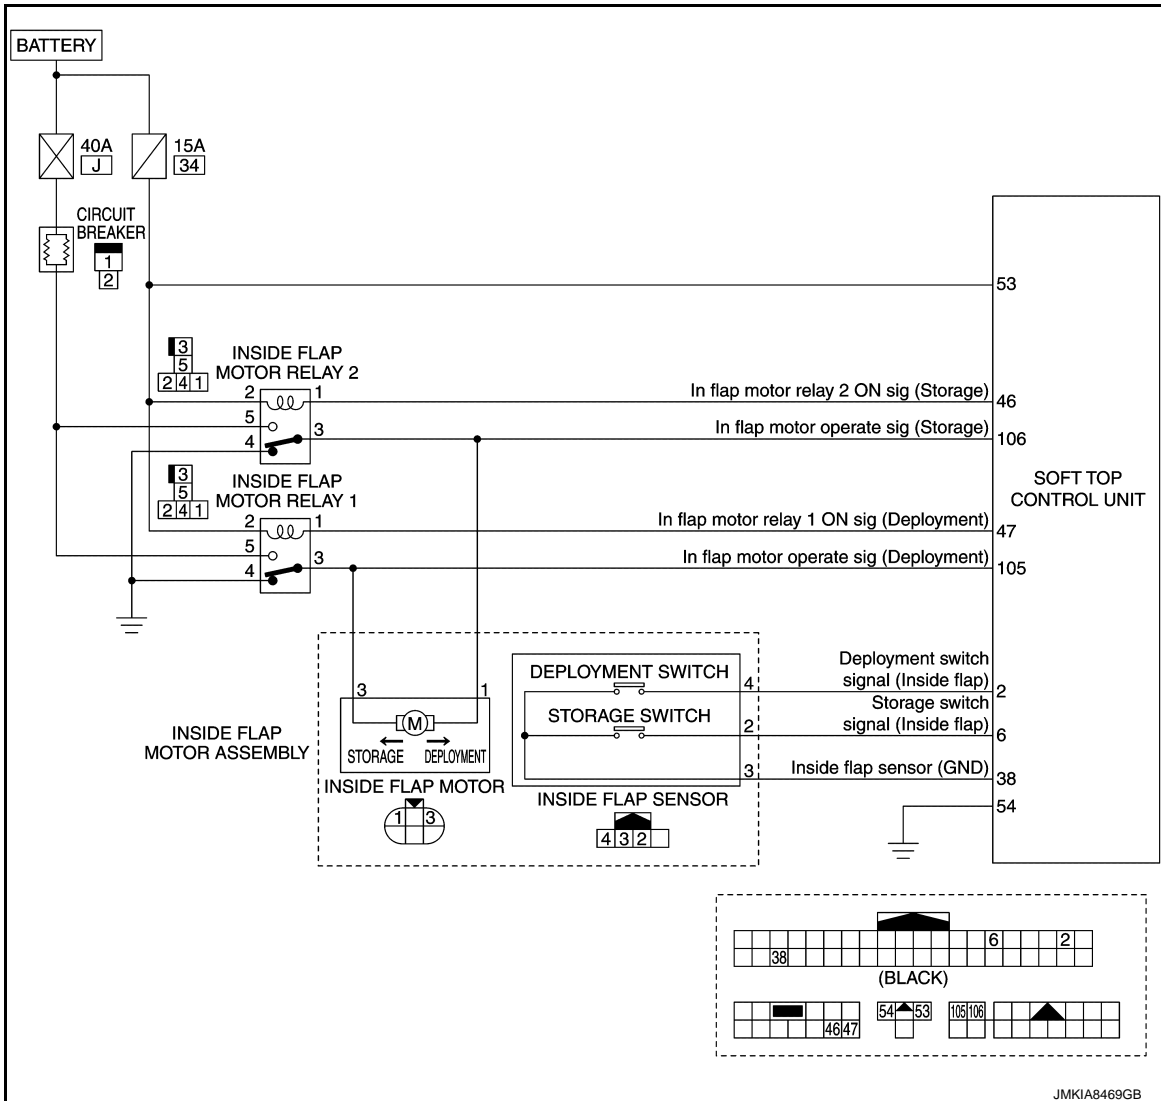 BATTERY
40A
J
15A
34
CIRCUIT
BREAKER
1
2
53
3
5
2 4 1
INSIDE FLAP
MOTOR RELAY 2
2
1
5
4
3
In flap motor relay 2 ON sig (Storage)
46
In flap motor operate sig (Storage)
106
3
5
2 4 1
INSIDE FLAP
MOTOR RELAY 1
2
1
5
4
3
In flap motor relay 1 ON sig (Deployment)
47
In flap motor operate sig (Deployment)
105
SOFT TOP
CONTROL UNIT
INSIDE FLAP
MOTOR ASSEMBLY
3
1
M
STORAGE
DEPLOYMENT
INSIDE FLAP MOTOR
1 3
DEPLOYMENT SWITCH
4
STORAGE SWITCH
2
3
INSIDE FLAP SENSOR
4 3 2
Deployment switch
signal (Inside flap)
2
Storage switch
signal (Inside flap)
6
Inside flap sensor (GND)
38
54
6 2
38
(BLACK)
46 47
54 53
105 106
JMKIA8469GB